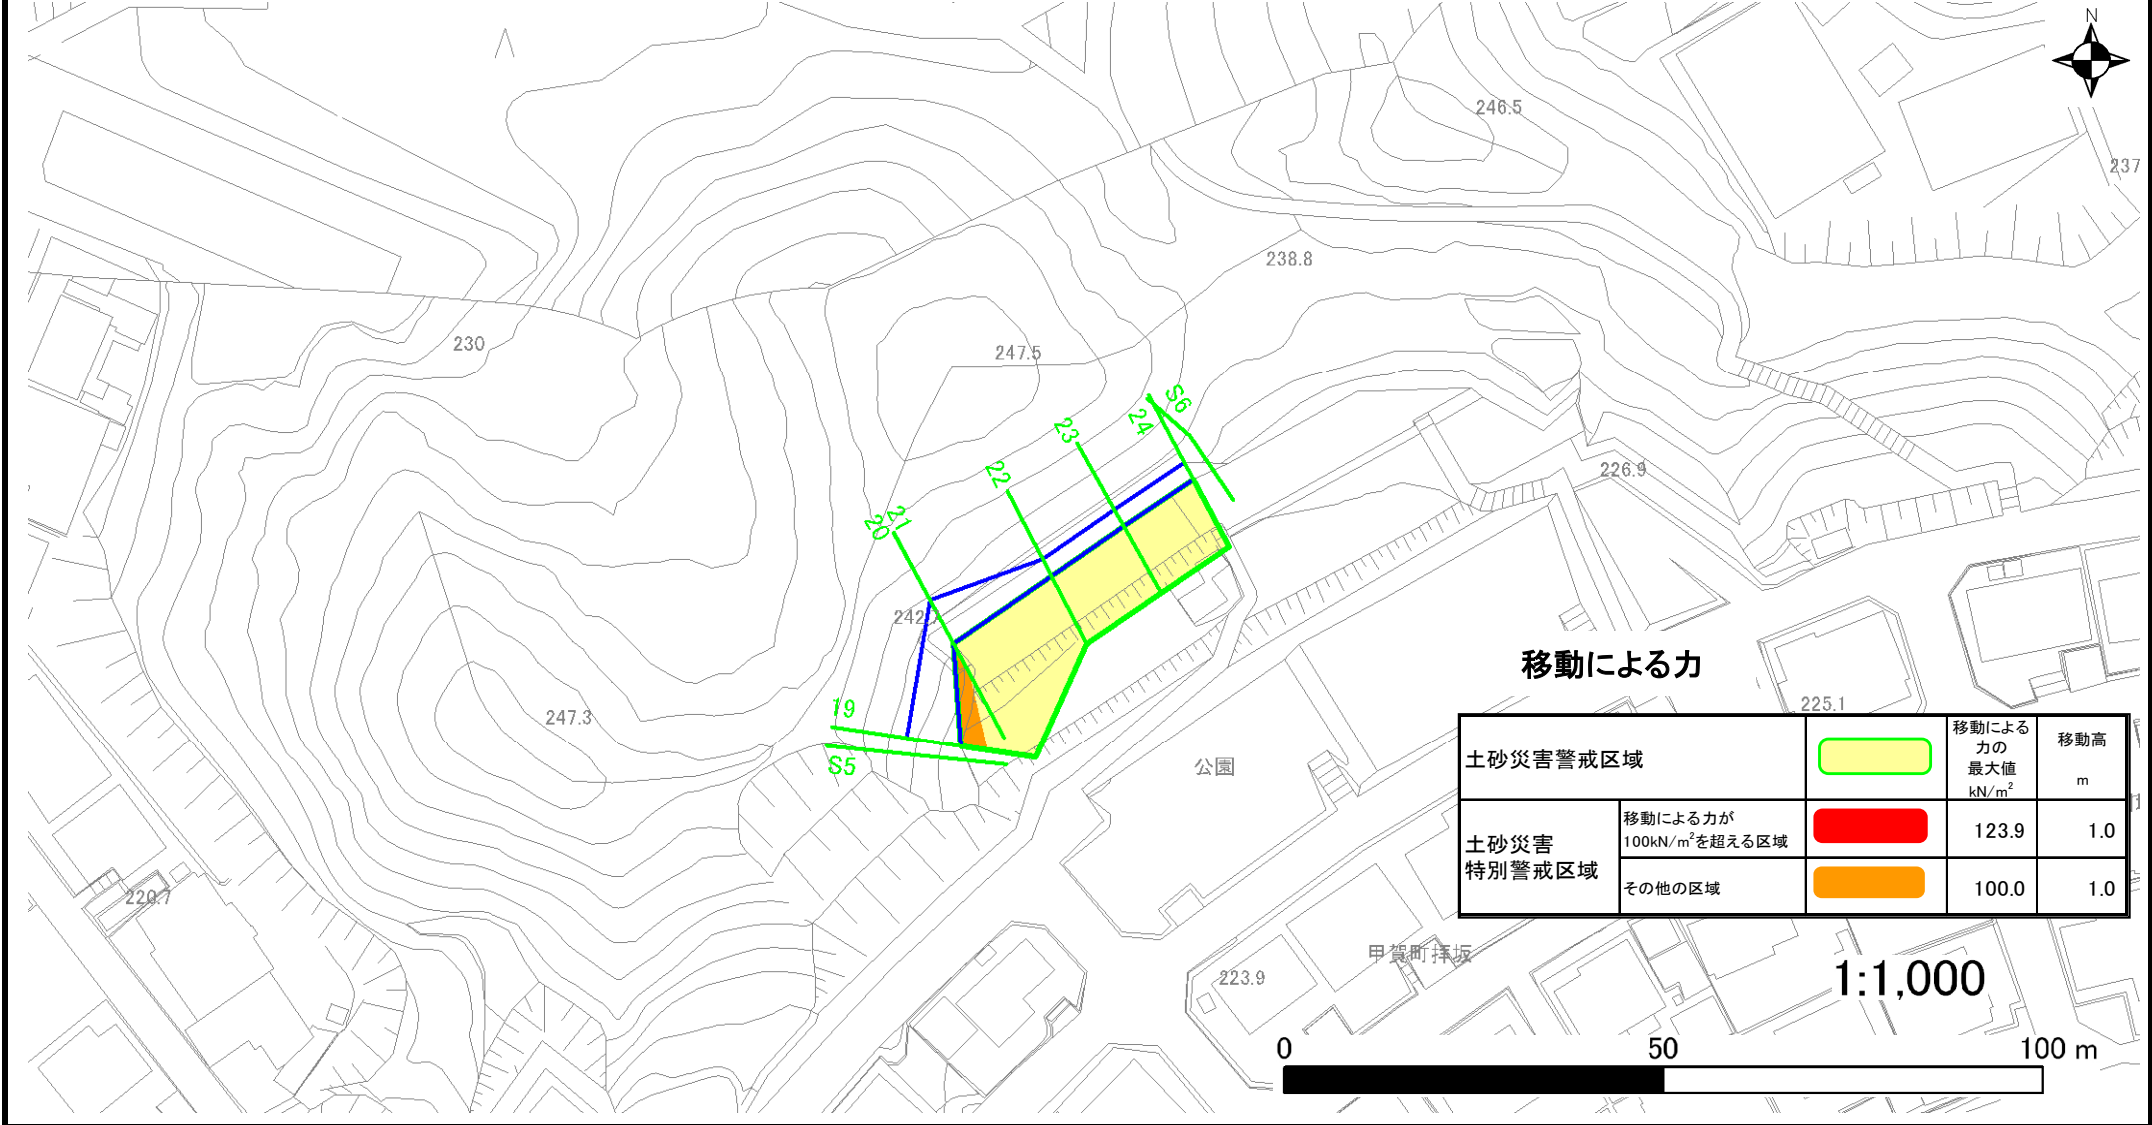 N
246.5
237
238.8
230
247.5
S6
24
23
22
21
20
226.9
242.
移動による力
247.3
19
S5
公園
225.1
土砂災害警戒区域
移動による
力の
最大値
kN/m²
移動高
m
土砂災害
特別警戒区域
移動による力が
100kN/m²を超える区域
123.9
1.0
その他の区域
100.0
1.0
220.7
甲賀町拝坂
223.9
1:1,000
0
50
100 m